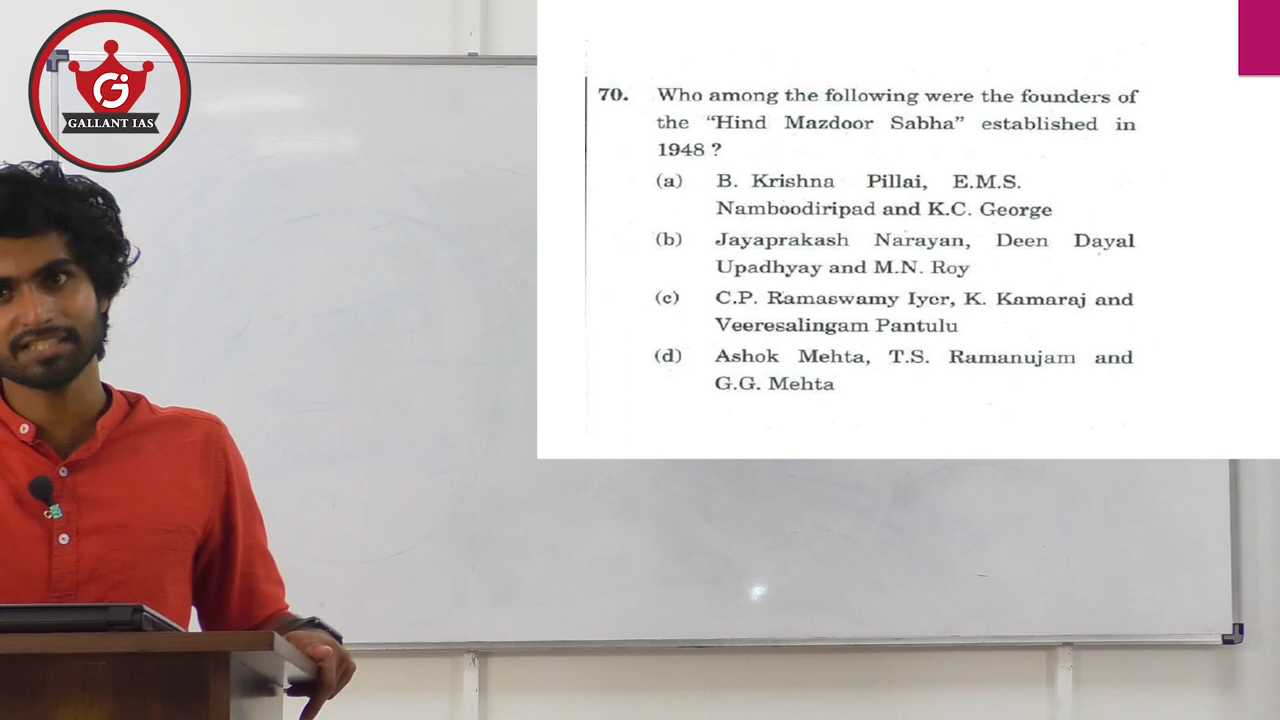 GALLANT IAS
70. Who among the following were the founders of
the “Hind Mazdoor Sabha” established in
1948 ?
(a) B. Krishna Pillai, E.M.S.
Namboodiripad and K.C. George
(b) Jayaprakash Narayan, Deen Dayal
Upadhyay and M.N. Roy
(c) C.P. Ramaswamy Iyer, K. Kamaraj and
Veeresalingam Pantulu
(d) Ashok Mehta, T.S. Ramanujam and
G.G. Mehta